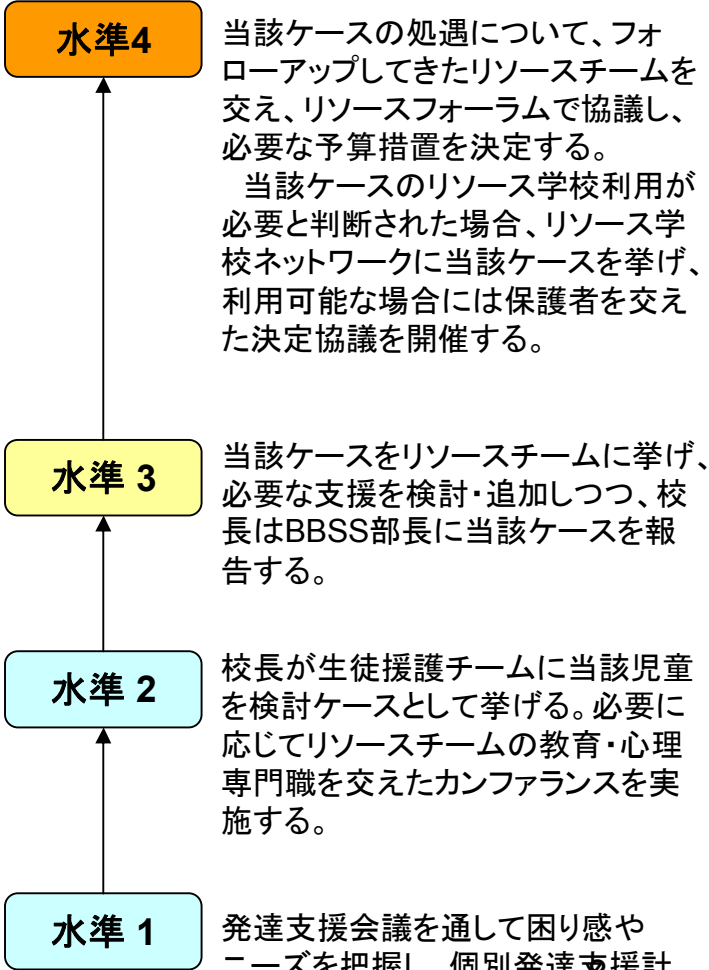 水準4
当該ケースの処遇について、フォ
ローアップしてきたリソースチームを
交え、リソースフォーラムで協議し、
必要な予算措置を決定する。
当該ケースのリソース学校利用が
必要と判断された場合、リソース学
校ネットワークに当該ケースを挙げ、
利用可能な場合には保護者を交え
た決定協議を開催する。
水準 3
当該ケースをリソースチームに挙げ、
必要な支援を検討・追加しつつ、校
長はBBSS部長に当該ケースを報
告する。
水準 2
校長が生徒援護チームに当該児童
を検討ケースとして挙げる。必要に
応じてリソースチームの教育・心理
専門職を交えたカンファランスを実
施する。
水準 1
発達支援会議を通して困り感や
ニーズを把握し、個別発達支援計